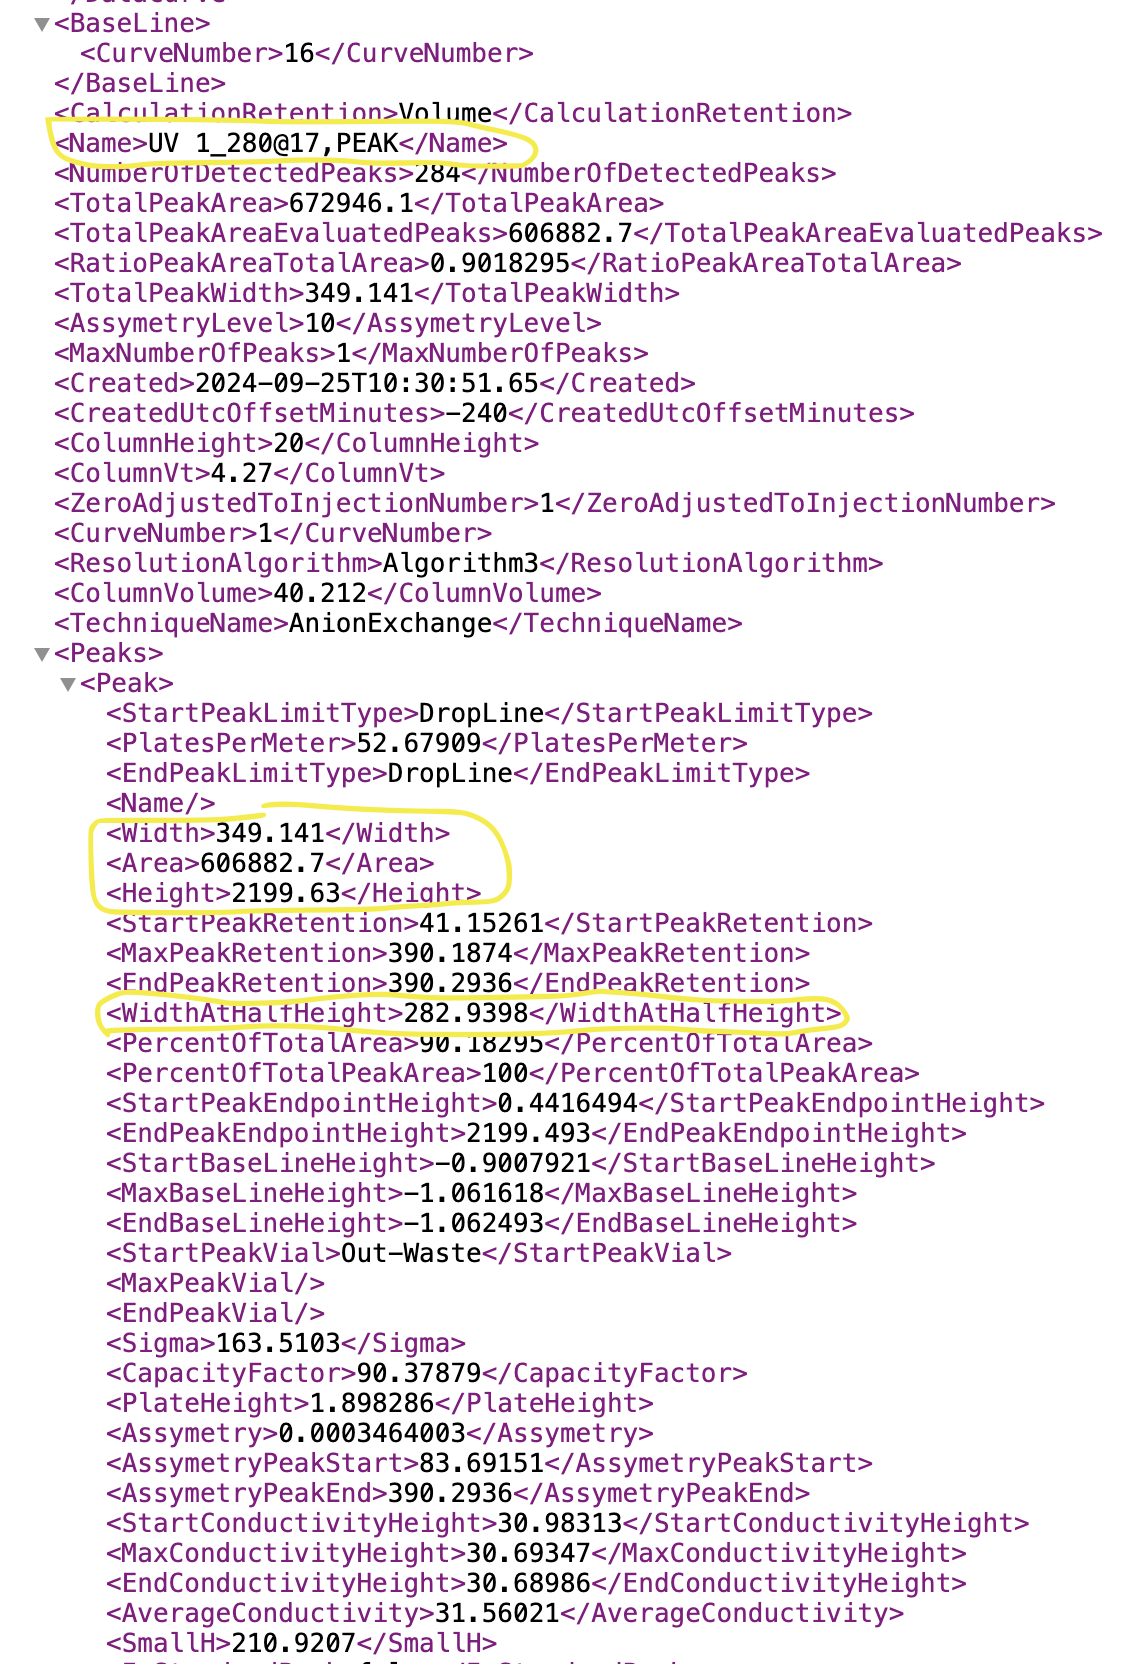 </DataCurve>
<BaseLine>
<CurveNumber>16</CurveNumber>
</BaseLine>
<CalculationRetention>Volume</CalculationRetention>
<Name>UV 1_280@17,PEAK</Name>
<NumberOfDetectedPeaks>284</NumberOfDetectedPeaks>
<TotalPeakArea>672946.1</TotalPeakArea>
<TotalPeakAreaEvaluatedPeaks>606882.7</TotalPeakAreaEvaluatedPeaks>
<RatioPeakAreaTotalArea>0.9018295</RatioPeakAreaTotalArea>
<TotalPeakWidth>349.141</TotalPeakWidth>
<AssymetryLevel>10</AssymetryLevel>
<MaxNumberOfPeaks>1</MaxNumberOfPeaks>
<Created>2024-09-25T10:30:51.65</Created>
<CreatedUtcOffsetMinutes>-240</CreatedUtcOffsetMinutes>
<ColumnHeight>20</ColumnHeight>
<ColumnVt>4.27</ColumnVt>
<ZeroAdjustedToInjectionNumber>1</ZeroAdjustedToInjectionNumber>
<CurveNumber>1</CurveNumber>
<ResolutionAlgorithm>Algorithm3</ResolutionAlgorithm>
<ColumnVolume>40.212</ColumnVolume>
<TechniqueName>AnionExchange</TechniqueName>
<Peaks>
<Peak>
<StartPeakLimitType>DropLine</StartPeakLimitType>
<PlatesPerMeter>52.67909</PlatesPerMeter>
<EndPeakLimitType>DropLine</EndPeakLimitType>
<Name/>
<Width>349.141</Width>
<Area>606882.7</Area>
<Height>2199.63</Height>
<StartPeakRetention>41.15261</StartPeakRetention>
<MaxPeakRetention>390.1874</MaxPeakRetention>
<EndPeakRetention>390.2936</EndPeakRetention>
<WidthAtHalfHeight>282.9398</WidthAtHalfHeight>
<PercentOfTotalArea>90.18295</PercentOfTotalArea>
<PercentOfTotalPeakArea>100</PercentOfTotalPeakArea>
<StartPeakEndpointHeight>0.4416494</StartPeakEndpointHeight>
<EndPeakEndpointHeight>2199.493</EndPeakEndpointHeight>
<StartBaseLineHeight>-0.9007921</StartBaseLineHeight>
<MaxBaseLineHeight>-1.061618</MaxBaseLineHeight>
<EndBaseLineHeight>-1.062493</EndBaseLineHeight>
<StartPeakVial>Out-Waste</StartPeakVial>
<MaxPeakVial/>
<EndPeakVial/>
<Sigma>163.5103</Sigma>
<CapacityFactor>90.37879</CapacityFactor>
<PlateHeight>1.898286</PlateHeight>
<Assymetry>0.0003464003</Assymetry>
<AssymetryPeakStart>83.69151</AssymetryPeakStart>
<AssymetryPeakEnd>390.2936</AssymetryPeakEnd>
<StartConductivityHeight>30.98313</StartConductivityHeight>
<MaxConductivityHeight>30.69347</MaxConductivityHeight>
<EndConductivityHeight>30.68986</EndConductivityHeight>
<AverageConductivity>31.56021</AverageConductivity>
<SmallH>210.9207</SmallH>